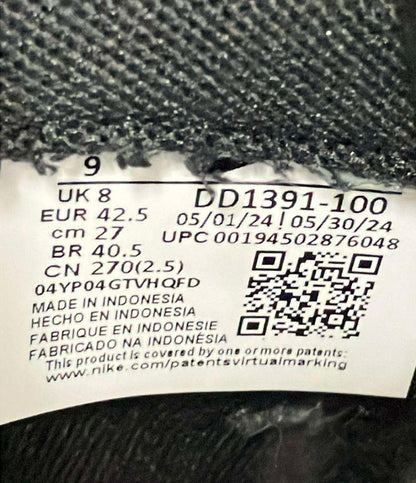 9
UK 8
EUR 42.5
cm 27
BR 40.5
CN 270(2.5)
04YP04GTVHQFD
DD1391-100
05/01/24 | 05/30/24
UPC 00194502876048
MADE IN INDONESIA
HECHO EN INDONESIA
FABRIQUE EN INDONESIE
FABRICADO NA INDONÉSIA
This product is covered by one or more patents:
www.nike.com/patentsvirtualmarking